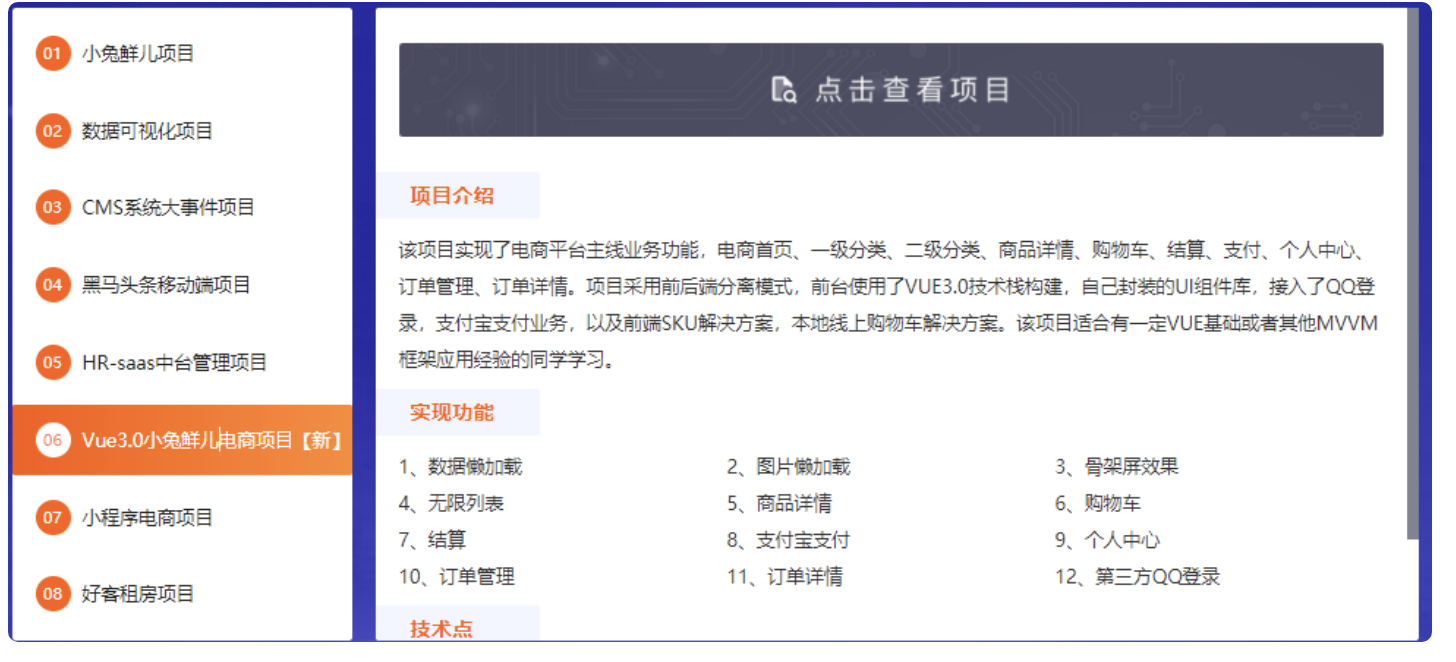 01 小兔鲜儿项目
02 数据可视化项目
03 CMS系统大事件项目
04 黑马头条移动端项目
05 HR-saas中台管理项目
06 Vue3.0小兔鲜儿电商项目【新】
07 小程序电商项目
08 好客租房项目
点击查看项目
项目介绍
该项目实现了电商平台主线业务功能，电商首页、一级分类、二级分类、商品详情、购物车、结算、支付、个人中心、
订单管理、订单详情。项目采用前后端分离模式，前台使用了VUE3.0技术栈构建，自己封装的UI组件库，接入了QQ登
录，支付宝支付业务，以及前端SKU解决方案，本地线上购物车解决方案。该项目适合有一定VUE基础或者其他MVVM
框架应用经验的同学学习。
实现功能
1、数据懒加载 2、图片懒加载 3、骨架屏效果
4、无限列表 5、商品详情 6、购物车
7、结算 8、支付宝支付 9、个人中心
10、订单管理 11、订单详情 12、第三方QQ登录
技术点